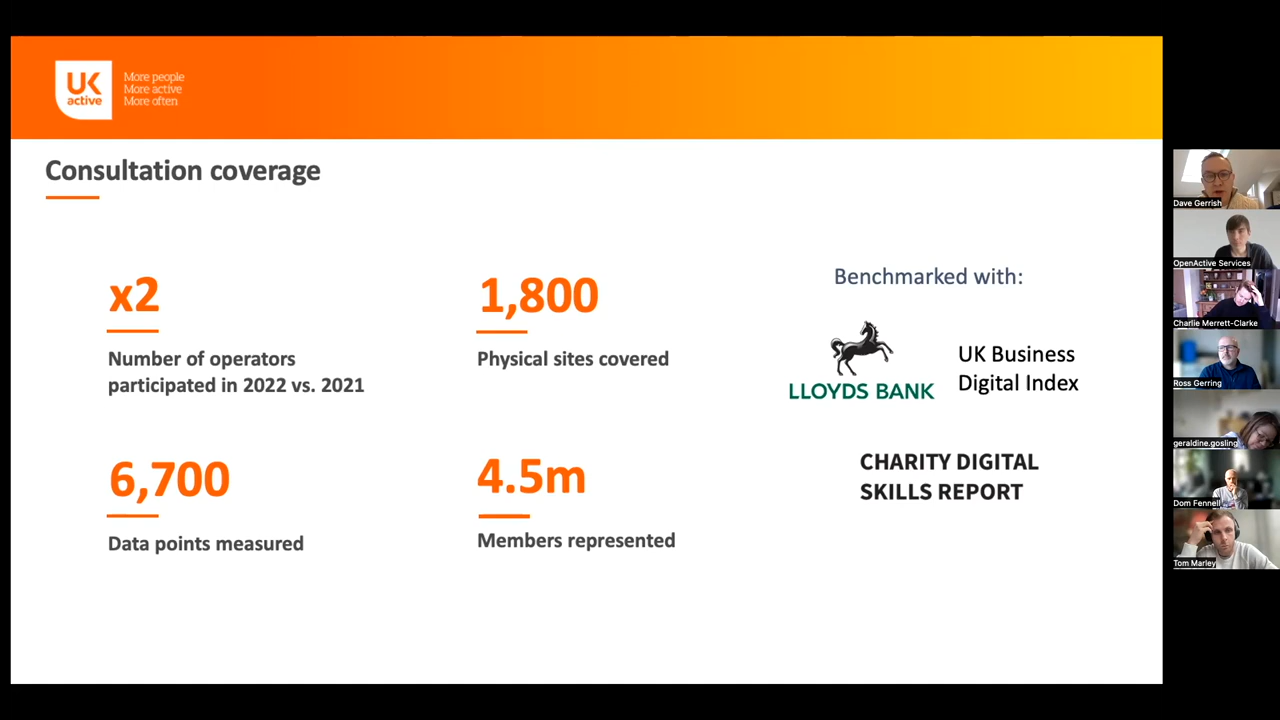 UK
active
More people
More active
More often
Consultation coverage
x2
Number of operators
participated in 2022 vs. 2021
1,800
Physical sites covered
6,700
Data points measured
4.5m
Members represented
Benchmarked with:
LLOYDS BANK
UK Business
Digital Index
CHARITY DIGITAL
SKILLS REPORT
Dave Gerrish
OpenActive Services
Charlie Merrett-Clarke
Ross Gerring
geraldine.gosling
Dom Fennell
Tom Marley